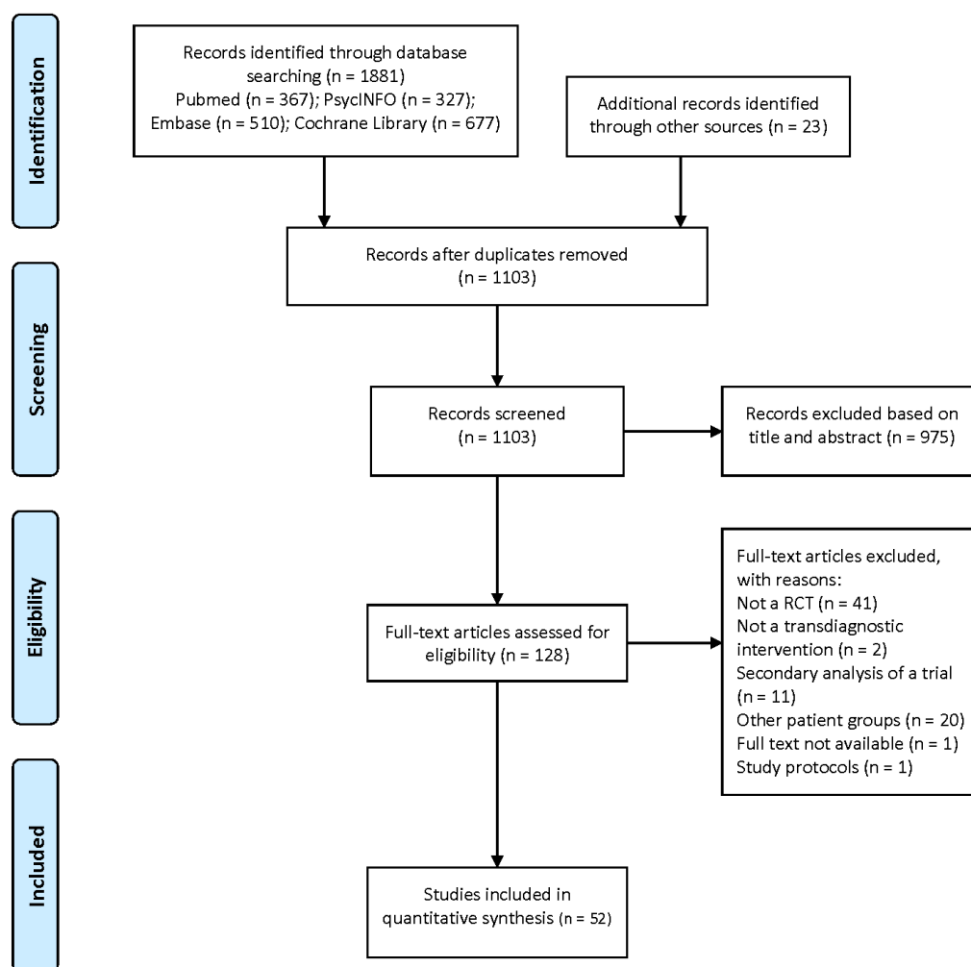 Identification
Records identified through database
searching (n = 1881)
Pubmed (n = 367); PsycINFO (n = 327);
Embase (n = 510); Cochrane Library (n = 677)
Additional records identified
through other sources (n = 23)
Records after duplicates removed
(n = 1103)
Screening
Records screened
(n = 1103)
Records excluded based on
title and abstract (n = 975)
Eligibility
Full-text articles assessed for
eligibility (n = 128)
Full-text articles excluded,
with reasons:
Not a RCT (n = 41)
Not a transdiagnostic
intervention (n = 2)
Secondary analysis of a trial
(n = 11)
Other patient groups (n = 20)
Full text not available (n = 1)
Study protocols (n = 1)
Included
Studies included in
quantitative synthesis (n = 52)